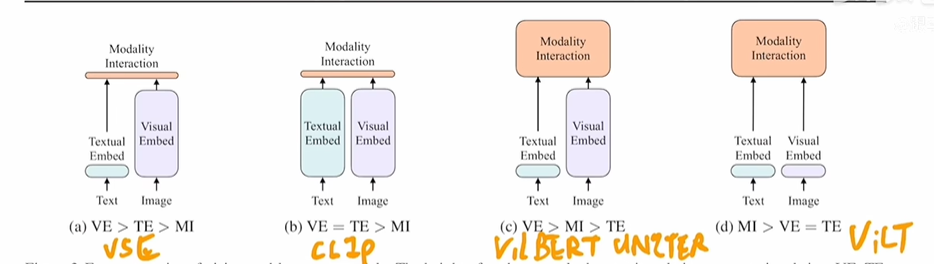 Modality Interaction
Modality Interaction
Modality Interaction
Modality Interaction
Textual Embed
Visual Embed
Textual Embed
Visual Embed
Textual Embed
Visual Embed
Textual Embed
Visual Embed
Text Image
Text Image
Text Image
Text Image
(a) VE > TE > MI
(b) VE = TE > MI
(c) VE > MI > TE
(d) MI > VE = TE
VSE
CLIP
ViLBERT UNITER
ViLT